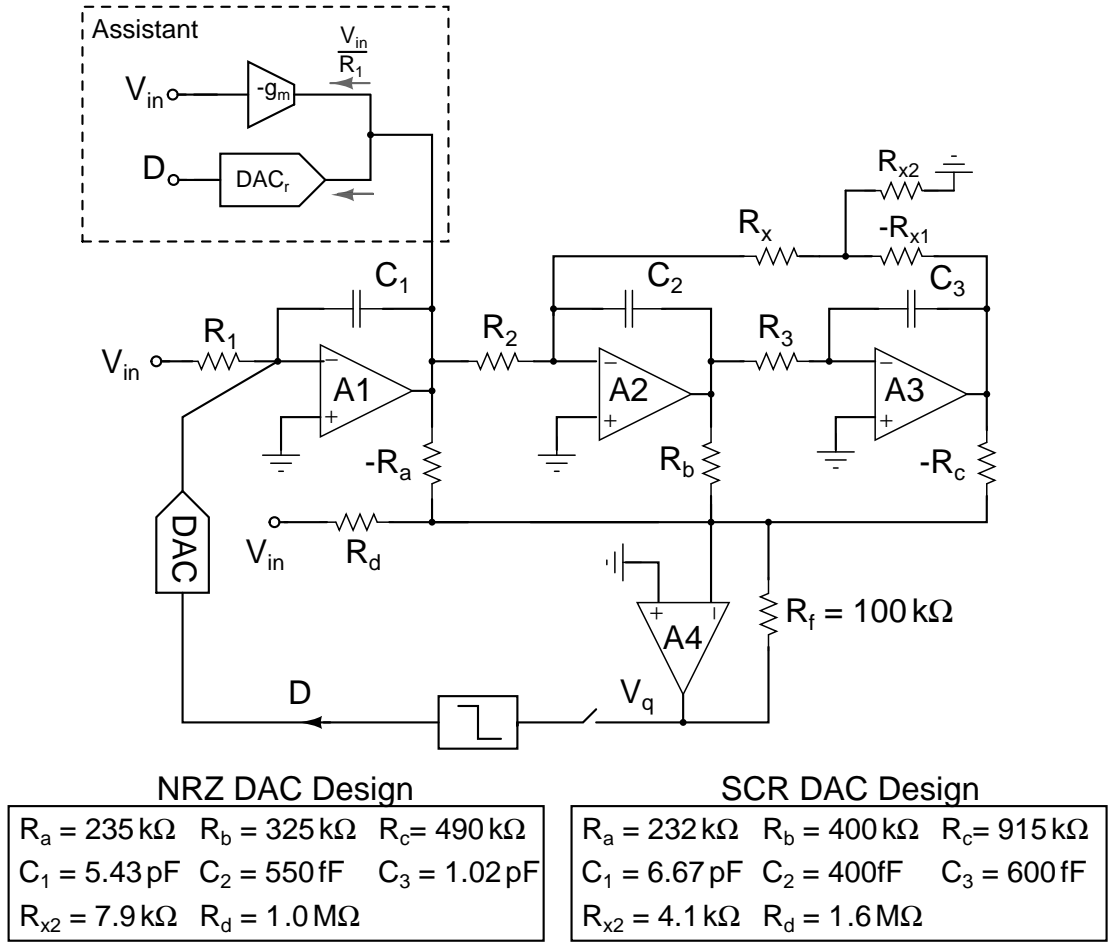 Assistant
V_in / R_1
V_in
-g_m
D
DAC_r
R_x2
R_x
-R_x1
C_1
C_2
C_3
R_1
R_2
R_3
V_in
−
A1
+
−
A2
+
−
A3
+
-R_a
R_b
-R_c
V_in
R_d
DAC
+
−
A4
R_f = 100 kΩ
D
V_q
NRZ DAC Design
R_a = 235 kΩ R_b = 325 kΩ R_c = 490 kΩ
C_1 = 5.43 pF C_2 = 550 fF C_3 = 1.02 pF
R_x2 = 7.9 kΩ R_d = 1.0 MΩ
SCR DAC Design
R_a = 232 kΩ R_b = 400 kΩ R_c = 915 kΩ
C_1 = 6.67 pF C_2 = 400fF C_3 = 600 fF
R_x2 = 4.1 kΩ R_d = 1.6 MΩ